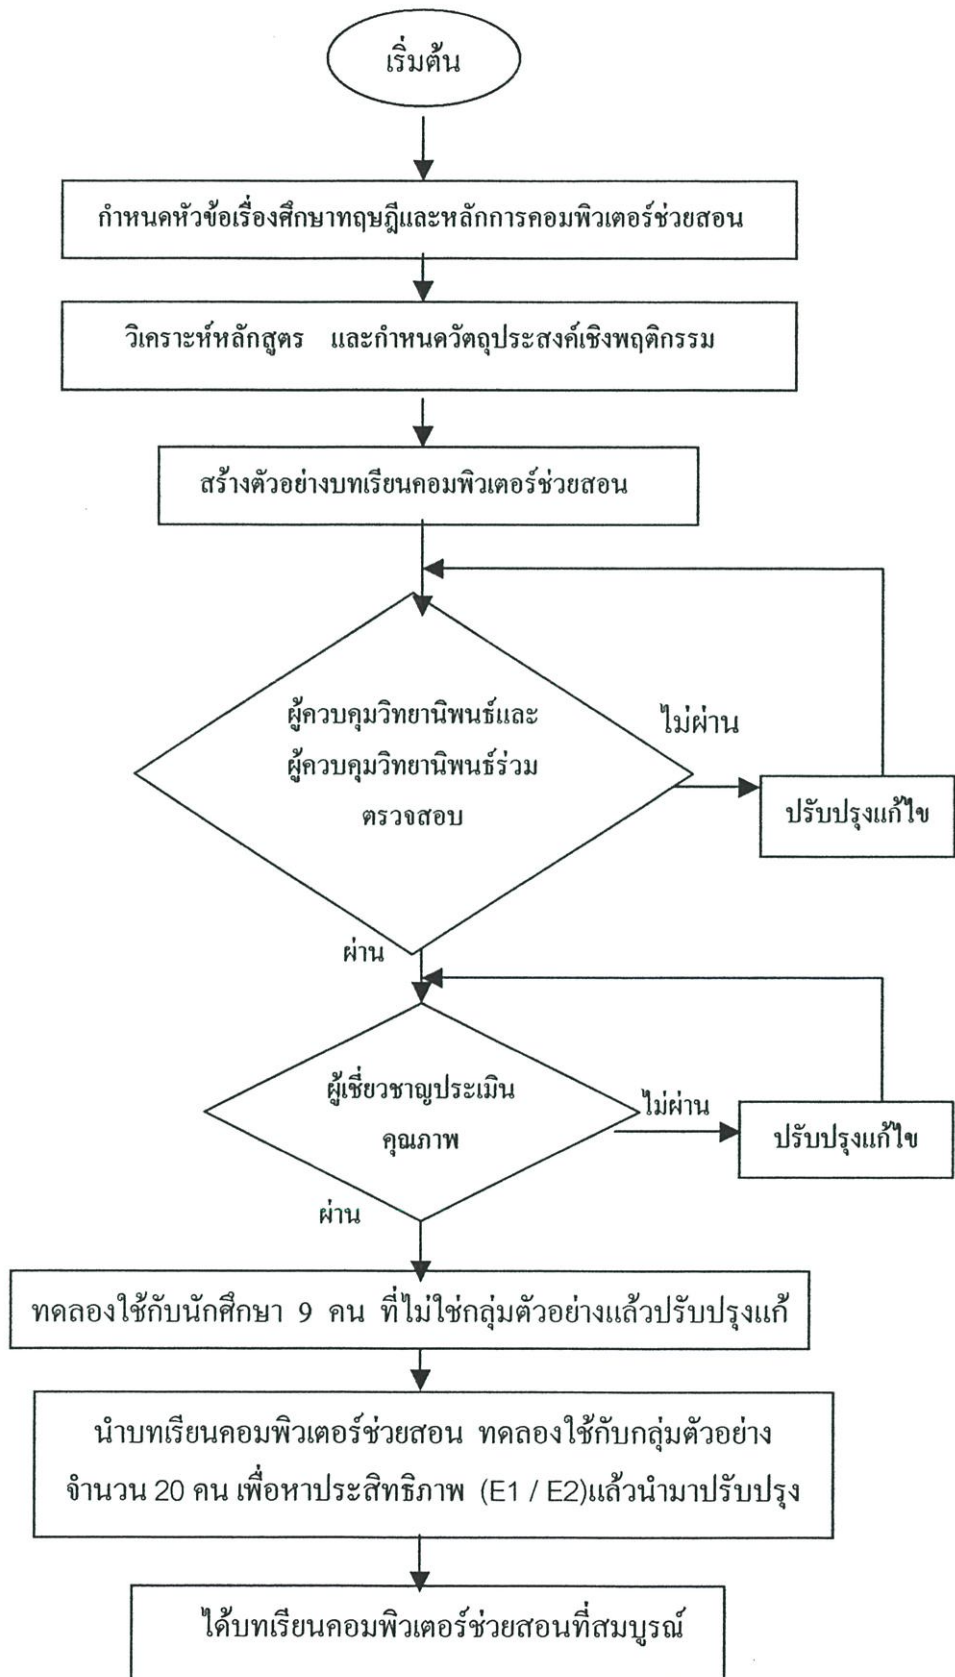 เริ่มต้น
กำหนดหัวข้อเรื่องศึกษาทฤษฎีและหลักการคอมพิวเตอร์ช่วยสอน
วิเคราะห์หลักสูตร และกำหนดวัตถุประสงค์เชิงพฤติกรรม
สร้างตัวอย่างบทเรียนคอมพิวเตอร์ช่วยสอน
ผู้ควบคุมวิทยานิพนธ์และ
ผู้ควบคุมวิทยานิพนธ์ร่วม
ตรวจสอบ
ไม่ผ่าน
ปรับปรุงแก้ไข
ผ่าน
ผู้เชี่ยวชาญประเมิน
คุณภาพ
ไม่ผ่าน
ปรับปรุงแก้ไข
ผ่าน
ทดลองใช้กับนักศึกษา 9 คน ที่ไม่ใช่กลุ่มตัวอย่างแล้วปรับปรุงแก้
นำบทเรียนคอมพิวเตอร์ช่วยสอน ทดลองใช้กับกลุ่มตัวอย่าง
จำนวน 20 คน เพื่อหาประสิทธิภาพ (E1 / E2)แล้วนำมาปรับปรุง
ได้บทเรียนคอมพิวเตอร์ช่วยสอนที่สมบูรณ์